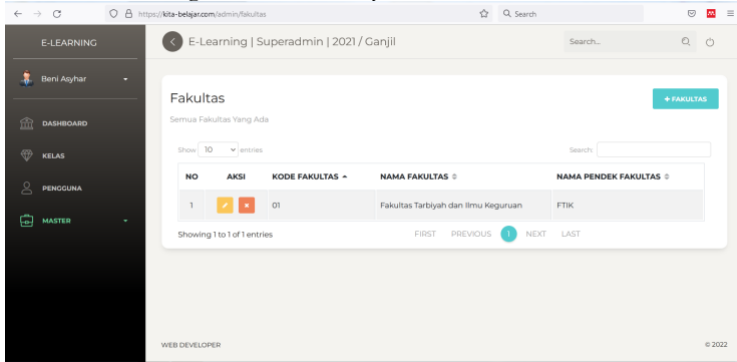 https://kita-belajar.com/admin/fakultas
Search
E-LEARNING
E-Learning | Superadmin | 2021 / Ganjil
Search...
Beni Asyhar
DASHBOARD
KELAS
PENGGUNA
MASTER
Fakultas
+ FAKULTAS
Semua Fakultas Yang Ada
Show 10 entries
Search:
NO AKSI KODE FAKULTAS NAMA FAKULTAS NAMA PENDEK FAKULTAS
1 01 Fakultas Tarbiyah dan Ilmu Keguruan FTIK
Showing 1 to 1 of 1 entries
FIRST PREVIOUS 1 NEXT LAST
WEB DEVELOPER
© 2022